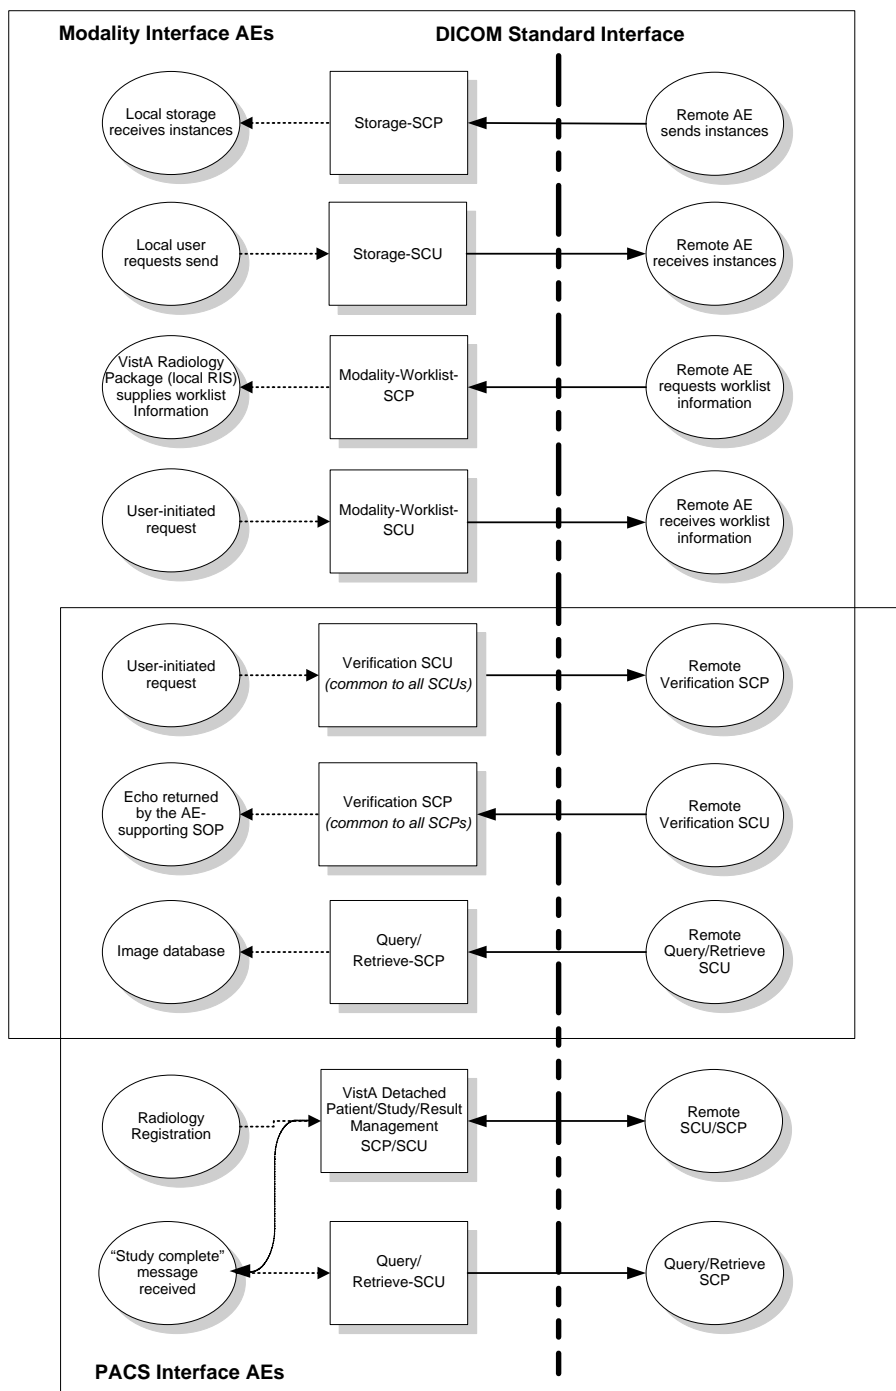 Modality Interface AEs
DICOM Standard Interface
Local storage
receives instances
Storage-SCP
Remote AE
sends instances
Local user
requests send
Storage-SCU
Remote AE
receives instances
VistA Radiology
Package (local RIS)
supplies worklist
Information
Modality-Worklist-
SCP
Remote AE
requests worklist
information
User-initiated
request
Modality-Worklist-
SCU
Remote AE
receives worklist
information
User-initiated
request
Verification SCU
(common to all SCUs)
Remote
Verification SCP
Echo returned
by the AE-
supporting SOP
Verification SCP
(common to all SCPs)
Remote
Verification SCU
Image database
Query/
Retrieve-SCP
Remote
Query/Retrieve
SCU
Radiology
Registration
VistA Detached
Patient/Study/Result
Management
SCP/SCU
Remote
SCU/SCP
“Study complete”
message
received
Query/
Retrieve-SCU
Query/Retrieve
SCP
PACS Interface AEs